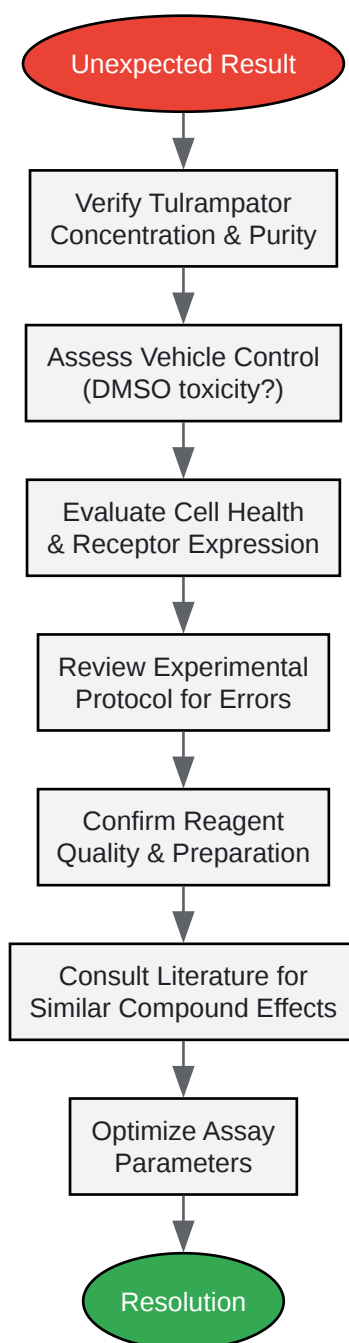 Unexpected Result
Verify Tulrampator
Concentration & Purity
Assess Vehicle Control
(DMSO toxicity?)
Evaluate Cell Health
& Receptor Expression
Review Experimental
Protocol for Errors
Confirm Reagent
Quality & Preparation
Consult Literature for
Similar Compound Effects
Optimize Assay
Parameters
Resolution